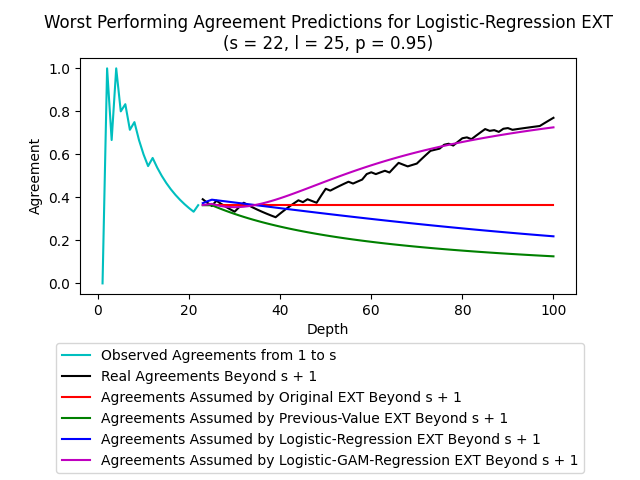 Worst Performing Agreement Predictions for Logistic-Regression EXT
(s = 22, l = 25, p = 0.95)
1.0
0.8
0.6
0.4
0.2
0.0
Agreement
0 20 40 60 80 100
Depth
Observed Agreements from 1 to s
Real Agreements Beyond s + 1
Agreements Assumed by Original EXT Beyond s + 1
Agreements Assumed by Previous-Value EXT Beyond s + 1
Agreements Assumed by Logistic-Regression EXT Beyond s + 1
Agreements Assumed by Logistic-GAM-Regression EXT Beyond s + 1